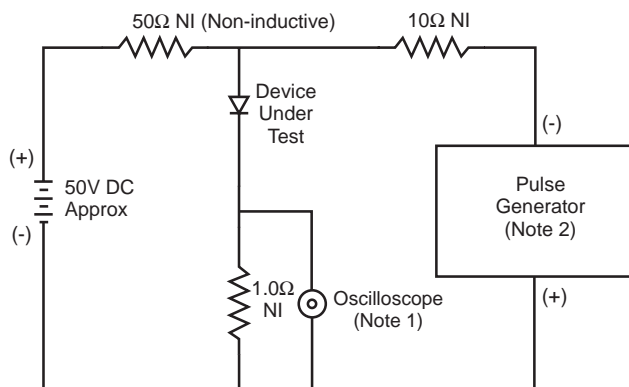 50Ω NI (Non-inductive)
10Ω NI
Device
Under
Test
(-)
(+)
50V DC
Approx
(-)
Pulse
Generator
(Note 2)
1.0Ω
NI
Oscilloscope
(Note 1)
(+)